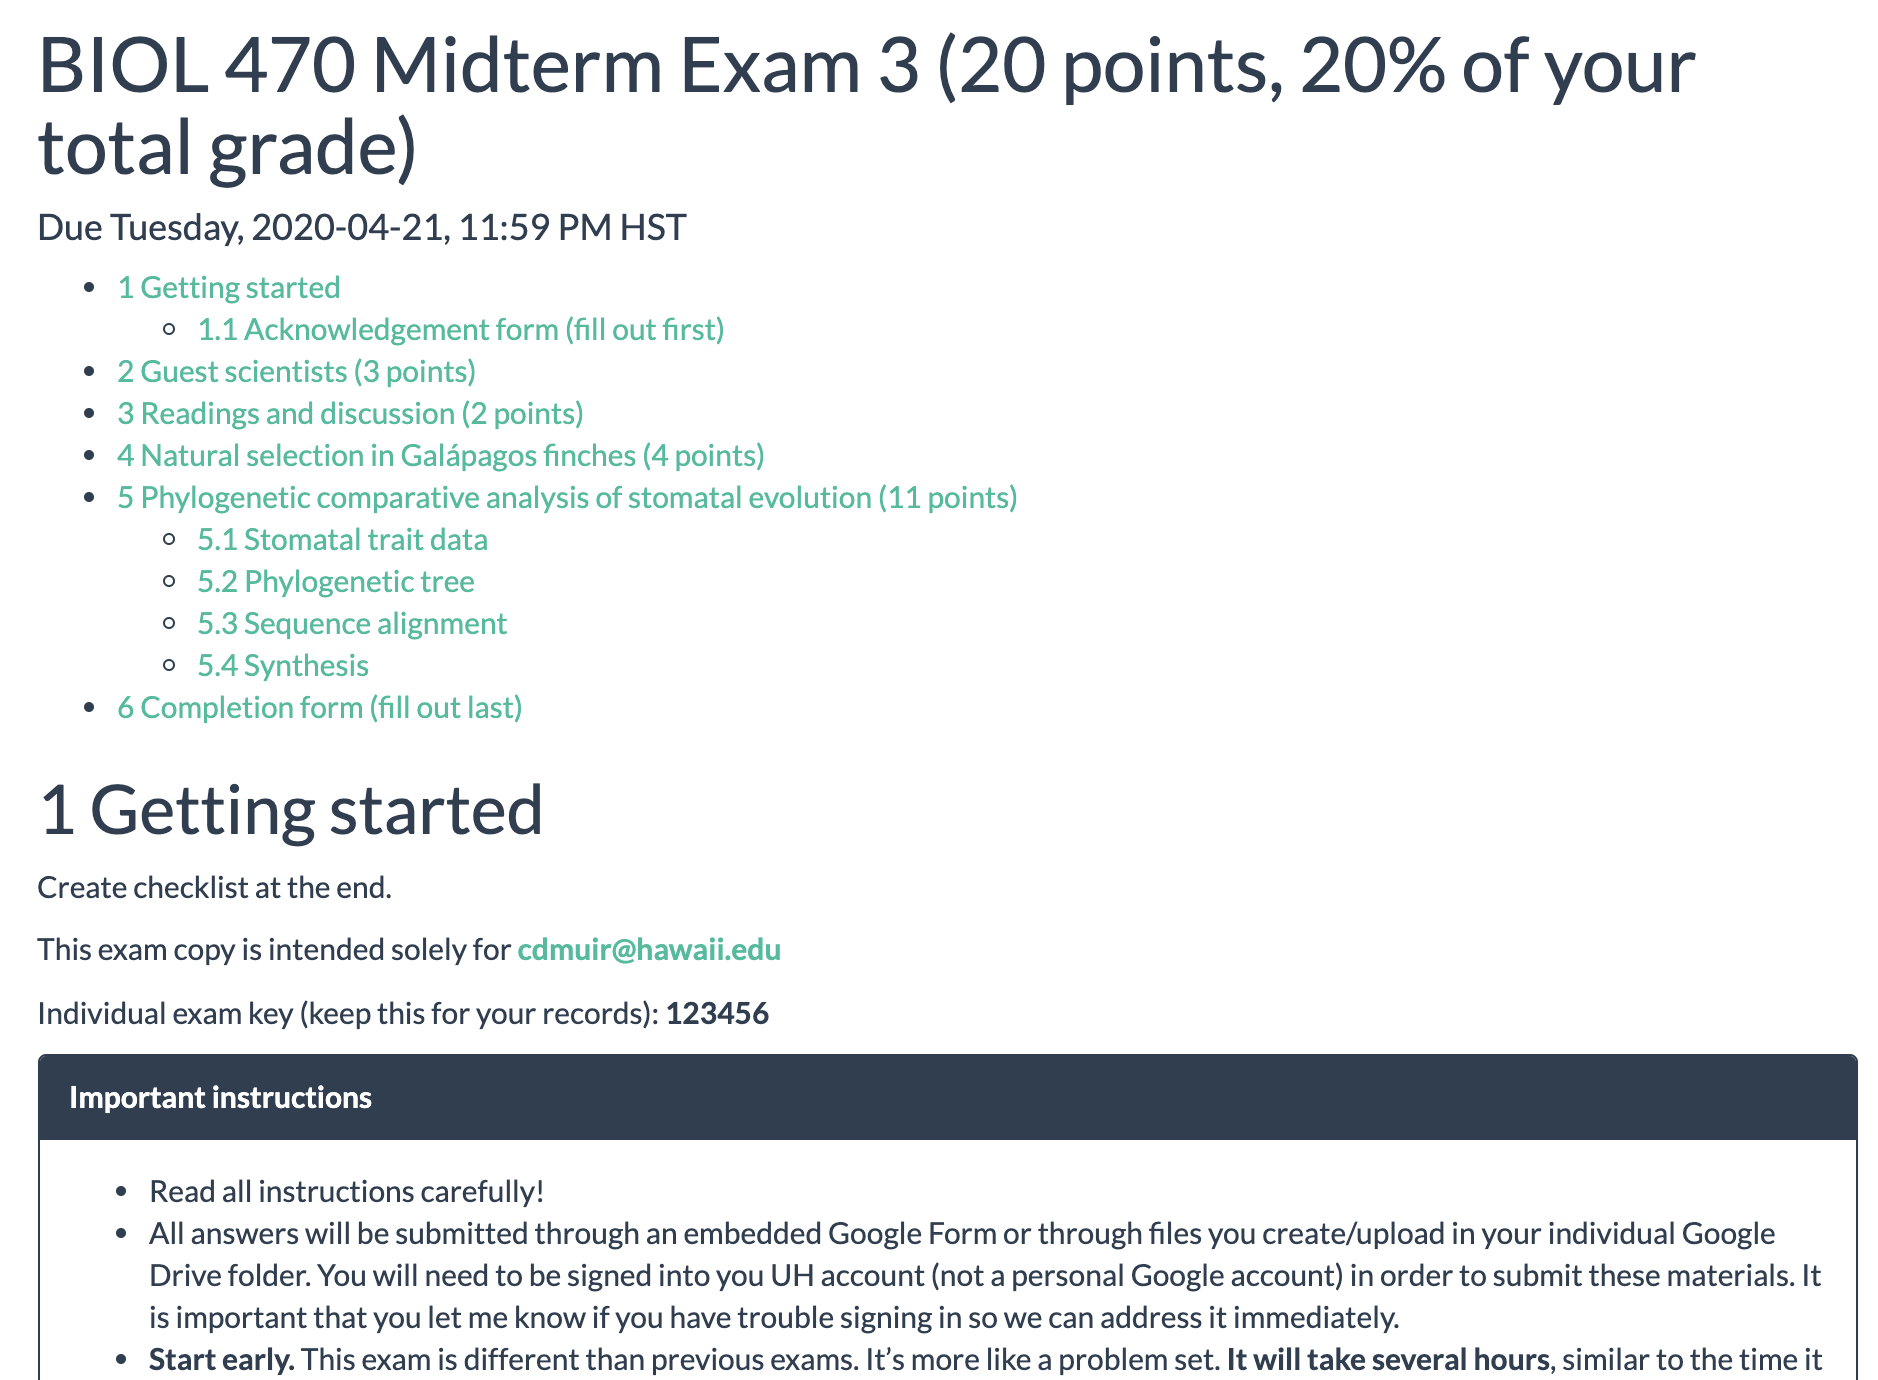 BIOL 470 Midterm Exam 3 (20 points, 20% of your
total grade)
Due Tuesday, 2020-04-21, 11:59 PM HST
• 1 Getting started
◦ 1.1 Acknowledgement form (fill out first)
• 2 Guest scientists (3 points)
• 3 Readings and discussion (2 points)
• 4 Natural selection in Galápagos finches (4 points)
• 5 Phylogenetic comparative analysis of stomatal evolution (11 points)
◦ 5.1 Stomatal trait data
◦ 5.2 Phylogenetic tree
◦ 5.3 Sequence alignment
◦ 5.4 Synthesis
• 6 Completion form (fill out last)
1 Getting started
Create checklist at the end.
This exam copy is intended solely for cdmuir@hawaii.edu
Individual exam key (keep this for your records): 123456
Important instructions
• Read all instructions carefully!
• All answers will be submitted through an embedded Google Form or through files you create/upload in your individual Google
Drive folder. You will need to be signed into you UH account (not a personal Google account) in order to submit these materials. It
is important that you let me know if you have trouble signing in so we can address it immediately.
• Start early. This exam is different than previous exams. It’s more like a problem set. It will take several hours, similar to the time it